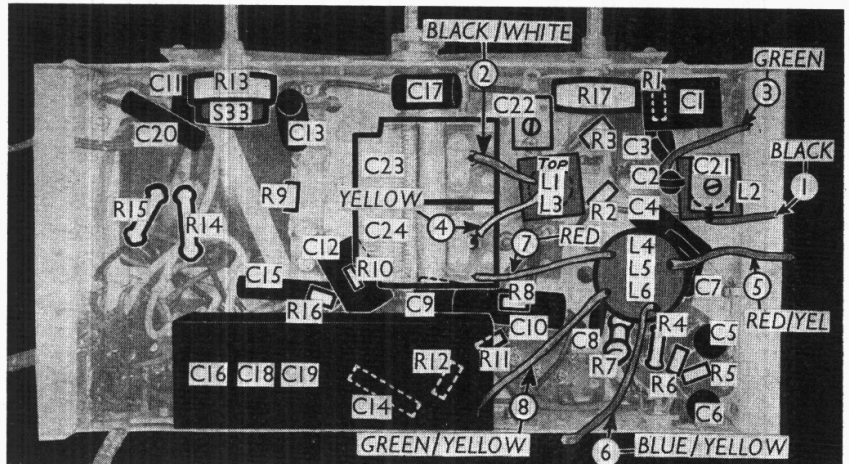 BLACK/WHITE
2
GREEN
3
C11
R13
S33
C20
C13
C17
C22
R17
R1
C1
R3
C3
C2
C21
L2
BLACK
1
C23
TOP
L1
L3
R2
C4
R15
R14
R9
YELLOW
4
C24
7
RED
L4
L5
L6
C12
R10
C15
R16
C9
R8
C10
C7
5
RED/YEL
C8
R7
R4
C5
R6
R5
C6
C16
C18
C19
C14
R12
R11
8
GREEN/YELLOW
6
BLUE/YELLOW